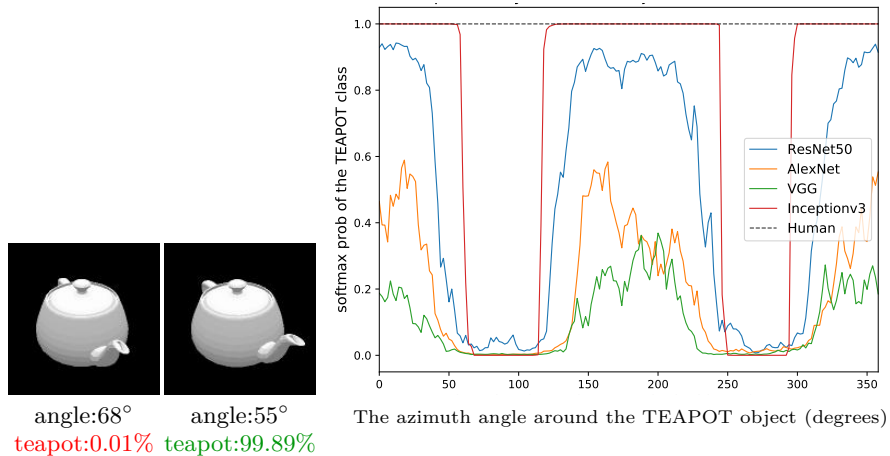 angle:68°
teapot:0.01%
angle:55°
teapot:99.89%
softmax prob of the TEAPOT class
1.0
0.8
0.6
0.4
0.2
0.0
0
50
100
150
200
250
300
350
ResNet50
AlexNet
VGG
Inceptionv3
Human
The azimuth angle around the TEAPOT object (degrees)